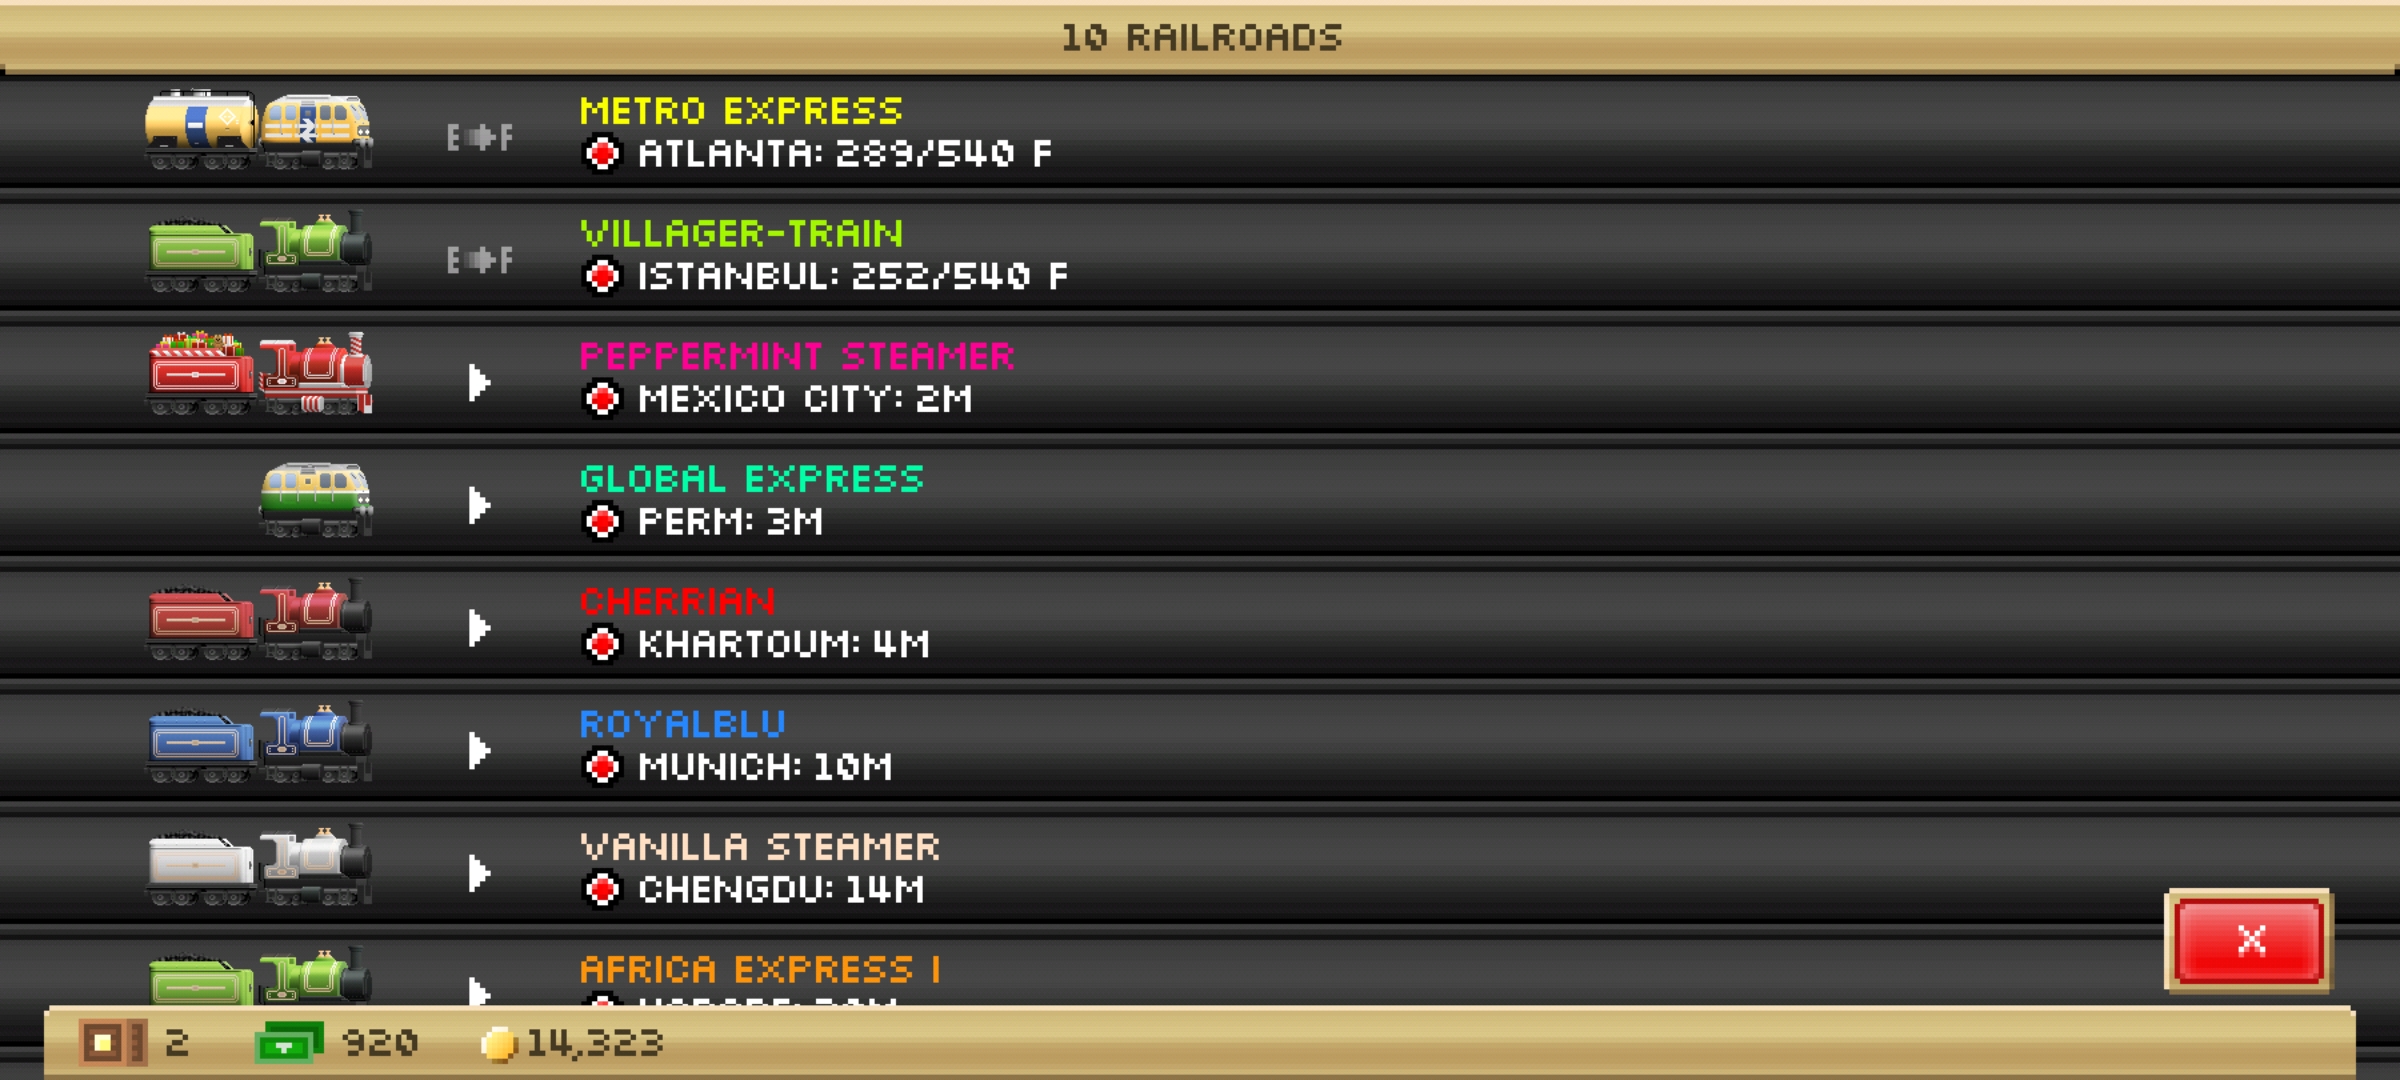 10 RAILROADS
METRO EXPRESS
E F
ATLANTA: 289/540 F
VILLAGER-TRAIN
E F
ISTANBUL: 252/540 F
PEPPERMINT STEAMER
MEXICO CITY: 2M
GLOBAL EXPRESS
PERM: 3M
CHERRIAN
KHARTOUM: 4M
ROYALBLU
MUNICH: 10M
VANILLA STEAMER
CHENGDU: 14M
AFRICA EXPRESS I
X
2 920 14,323